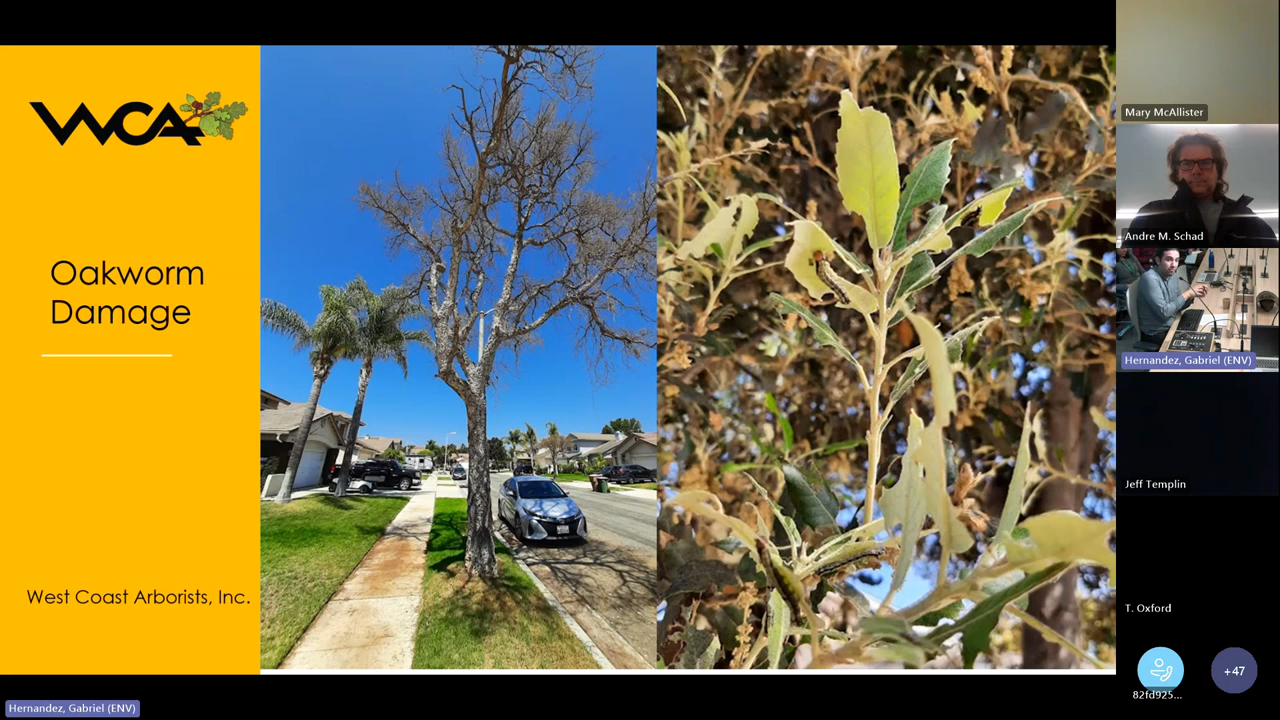 WCA
Oakworm
Damage
West Coast Arborists, Inc.
Hernandez, Gabriel (ENV)
Mary McAllister
Andre M. Schad
Hernandez, Gabriel (ENV)
Jeff Templin
T. Oxford
82fd925...
+47